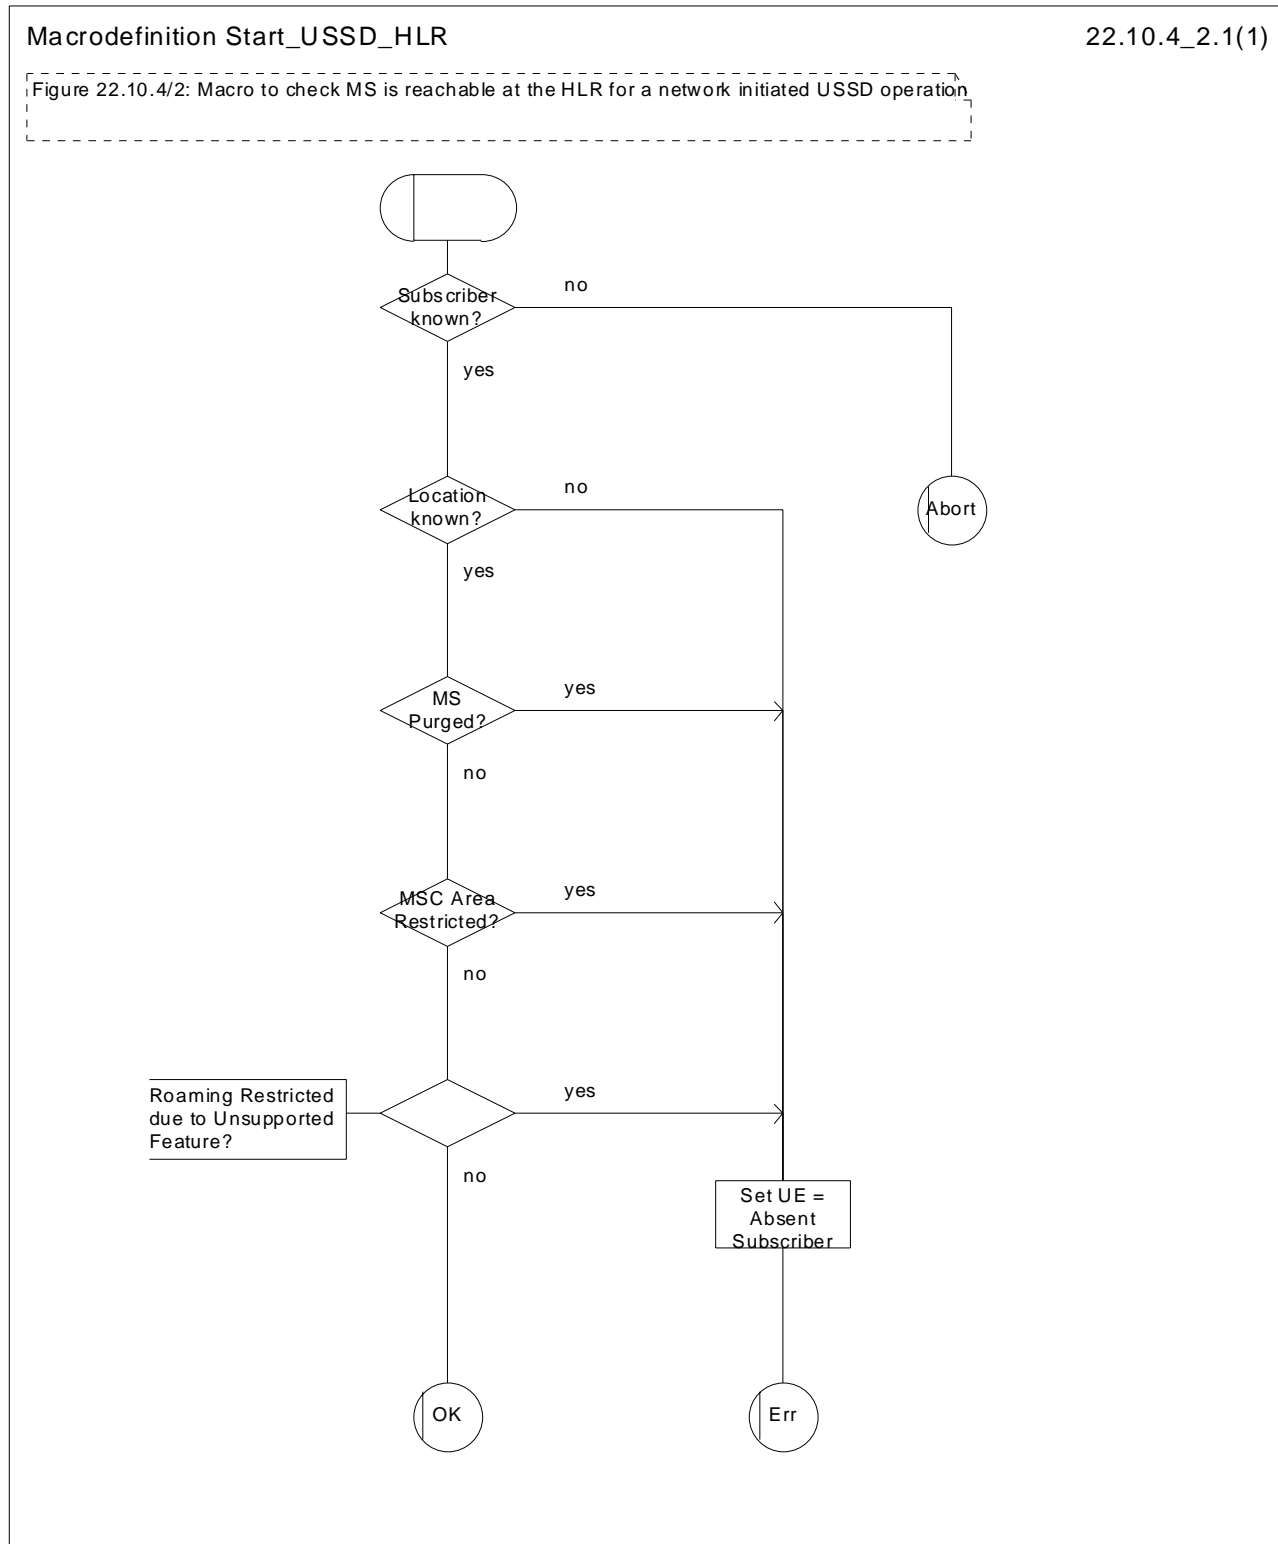 Macrodefinition Start_USSD_HLR
22.10.4_2.1(1)
Figure 22.10.4/2: Macro to check MS is reachable at the HLR for a network initiated USSD operation
Subscriber
known?
no
yes
Location
known?
no
Abort
yes
MS
Purged?
yes
no
MSC Area
Restricted?
yes
no
Roaming Restricted
due to Unsupported
Feature?
yes
no
Set UE =
Absent
Subscriber
OK
Err